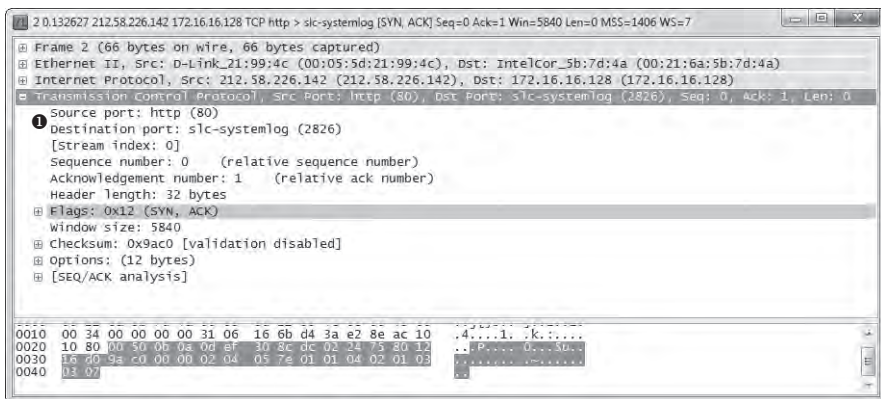 2 0.132627 212.58.226.142 172.16.16.128 TCP http > slc-systemlog [SYN, ACK] Seq=0 Ack=1 Win=5840 Len=0 MSS=1406 WS=7
Frame 2 (66 bytes on wire, 66 bytes captured)
Ethernet II, Src: D-Link_21:99:4c (00:05:5d:21:99:4c), Dst: IntelCor_5b:7d:4a (00:21:6a:5b:7d:4a)
Internet Protocol, Src: 212.58.226.142 (212.58.226.142), Dst: 172.16.16.128 (172.16.16.128)
Transmission Control Protocol, Src Port: http (80), Dst Port: slc-systemlog (2826), Seq: 0, Ack: 1, Len: 0
Source port: http (80)
❶ Destination port: slc-systemlog (2826)
[Stream index: 0]
Sequence number: 0 (relative sequence number)
Acknowledgement number: 1 (relative ack number)
Header length: 32 bytes
Flags: 0x12 (SYN, ACK)
Window size: 5840
Checksum: 0x9ac0 [validation disabled]
Options: (12 bytes)
[SEQ/ACK analysis]
0010 00 34 00 00 00 00 31 06 16 6b d4 3a e2 8e ac 10 .4....1. .k.:....
0020 10 80 00 50 0b 0a 0d ef 30 8c dc 02 24 75 80 12 ...P.... 0...$u..
0030 16 d0 9a c0 00 00 02 04 05 7e 01 01 04 02 01 03 ........ .~......
0040 03 07 ..